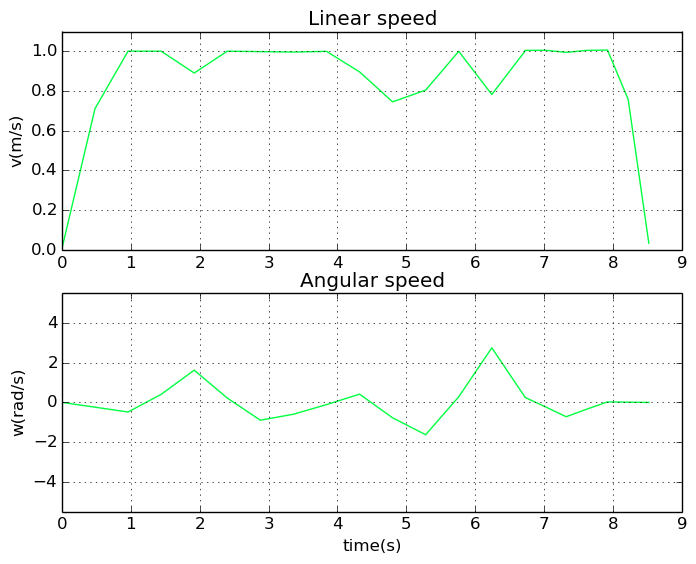 Linear speed
1.0
0.8
0.6
0.4
0.2
0.0
v(m/s)
0 1 2 3 4 5 6 7 8 9
Angular speed
4
2
0
−2
−4
w(rad/s)
0 1 2 3 4 5 6 7 8 9
time(s)